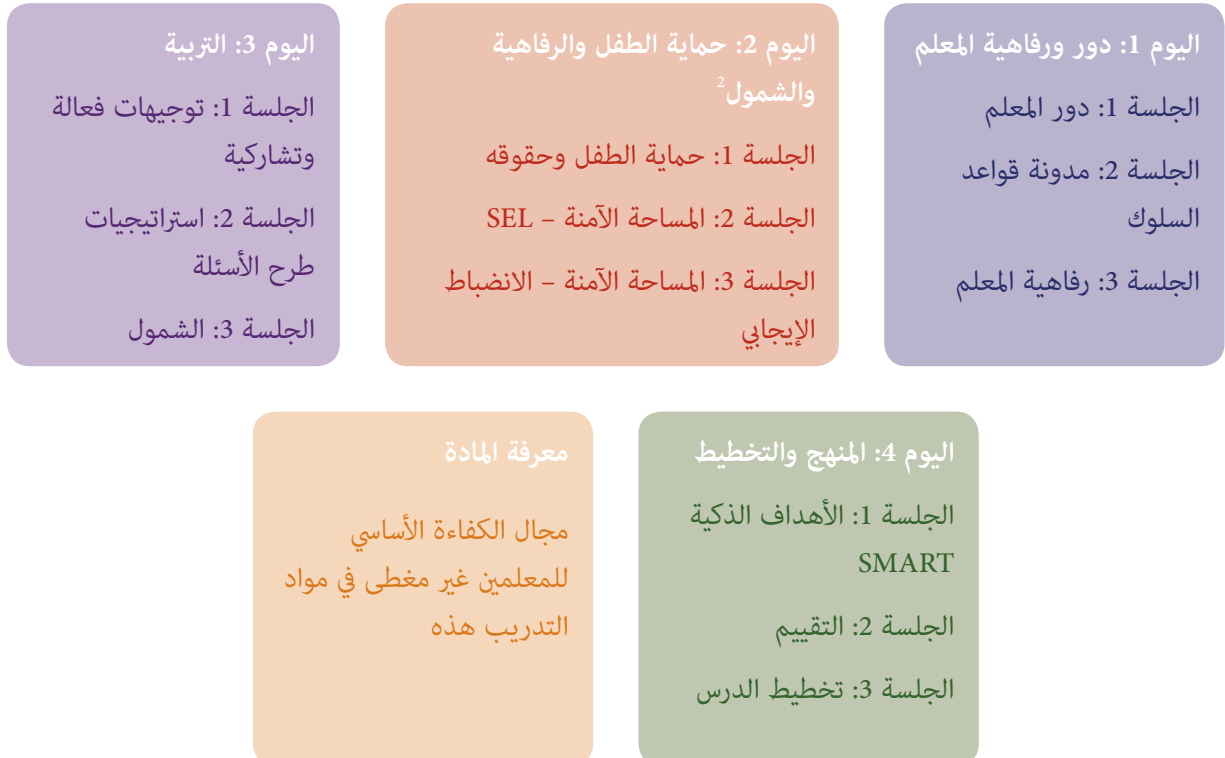 اليوم 1: دور ورفاهية المعلم
الجلسة 1: دور المعلم
الجلسة 2: مدونة قواعد
السلوك
الجلسة 3: رفاهية المعلم
اليوم 2: حماية الطفل والرفاهية
والشمول²
الجلسة 1: حماية الطفل وحقوقه
الجلسة 2: المساحة الآمنة – SEL
الجلسة 3: المساحة الآمنة – الانضباط
الإيجابي
اليوم 3: التربية
الجلسة 1: توجيهات فعالة
وتشاركية
الجلسة 2: استراتيجيات
طرح الأسئلة
الجلسة 3: الشمول
اليوم 4: المنهج والتخطيط
الجلسة 1: الأهداف الذكية
SMART
الجلسة 2: التقييم
الجلسة 3: تخطيط الدرس
معرفة المادة
مجال الكفاءة الأساسي
للمعلمين غير مغطى في مواد
التدريب هذه